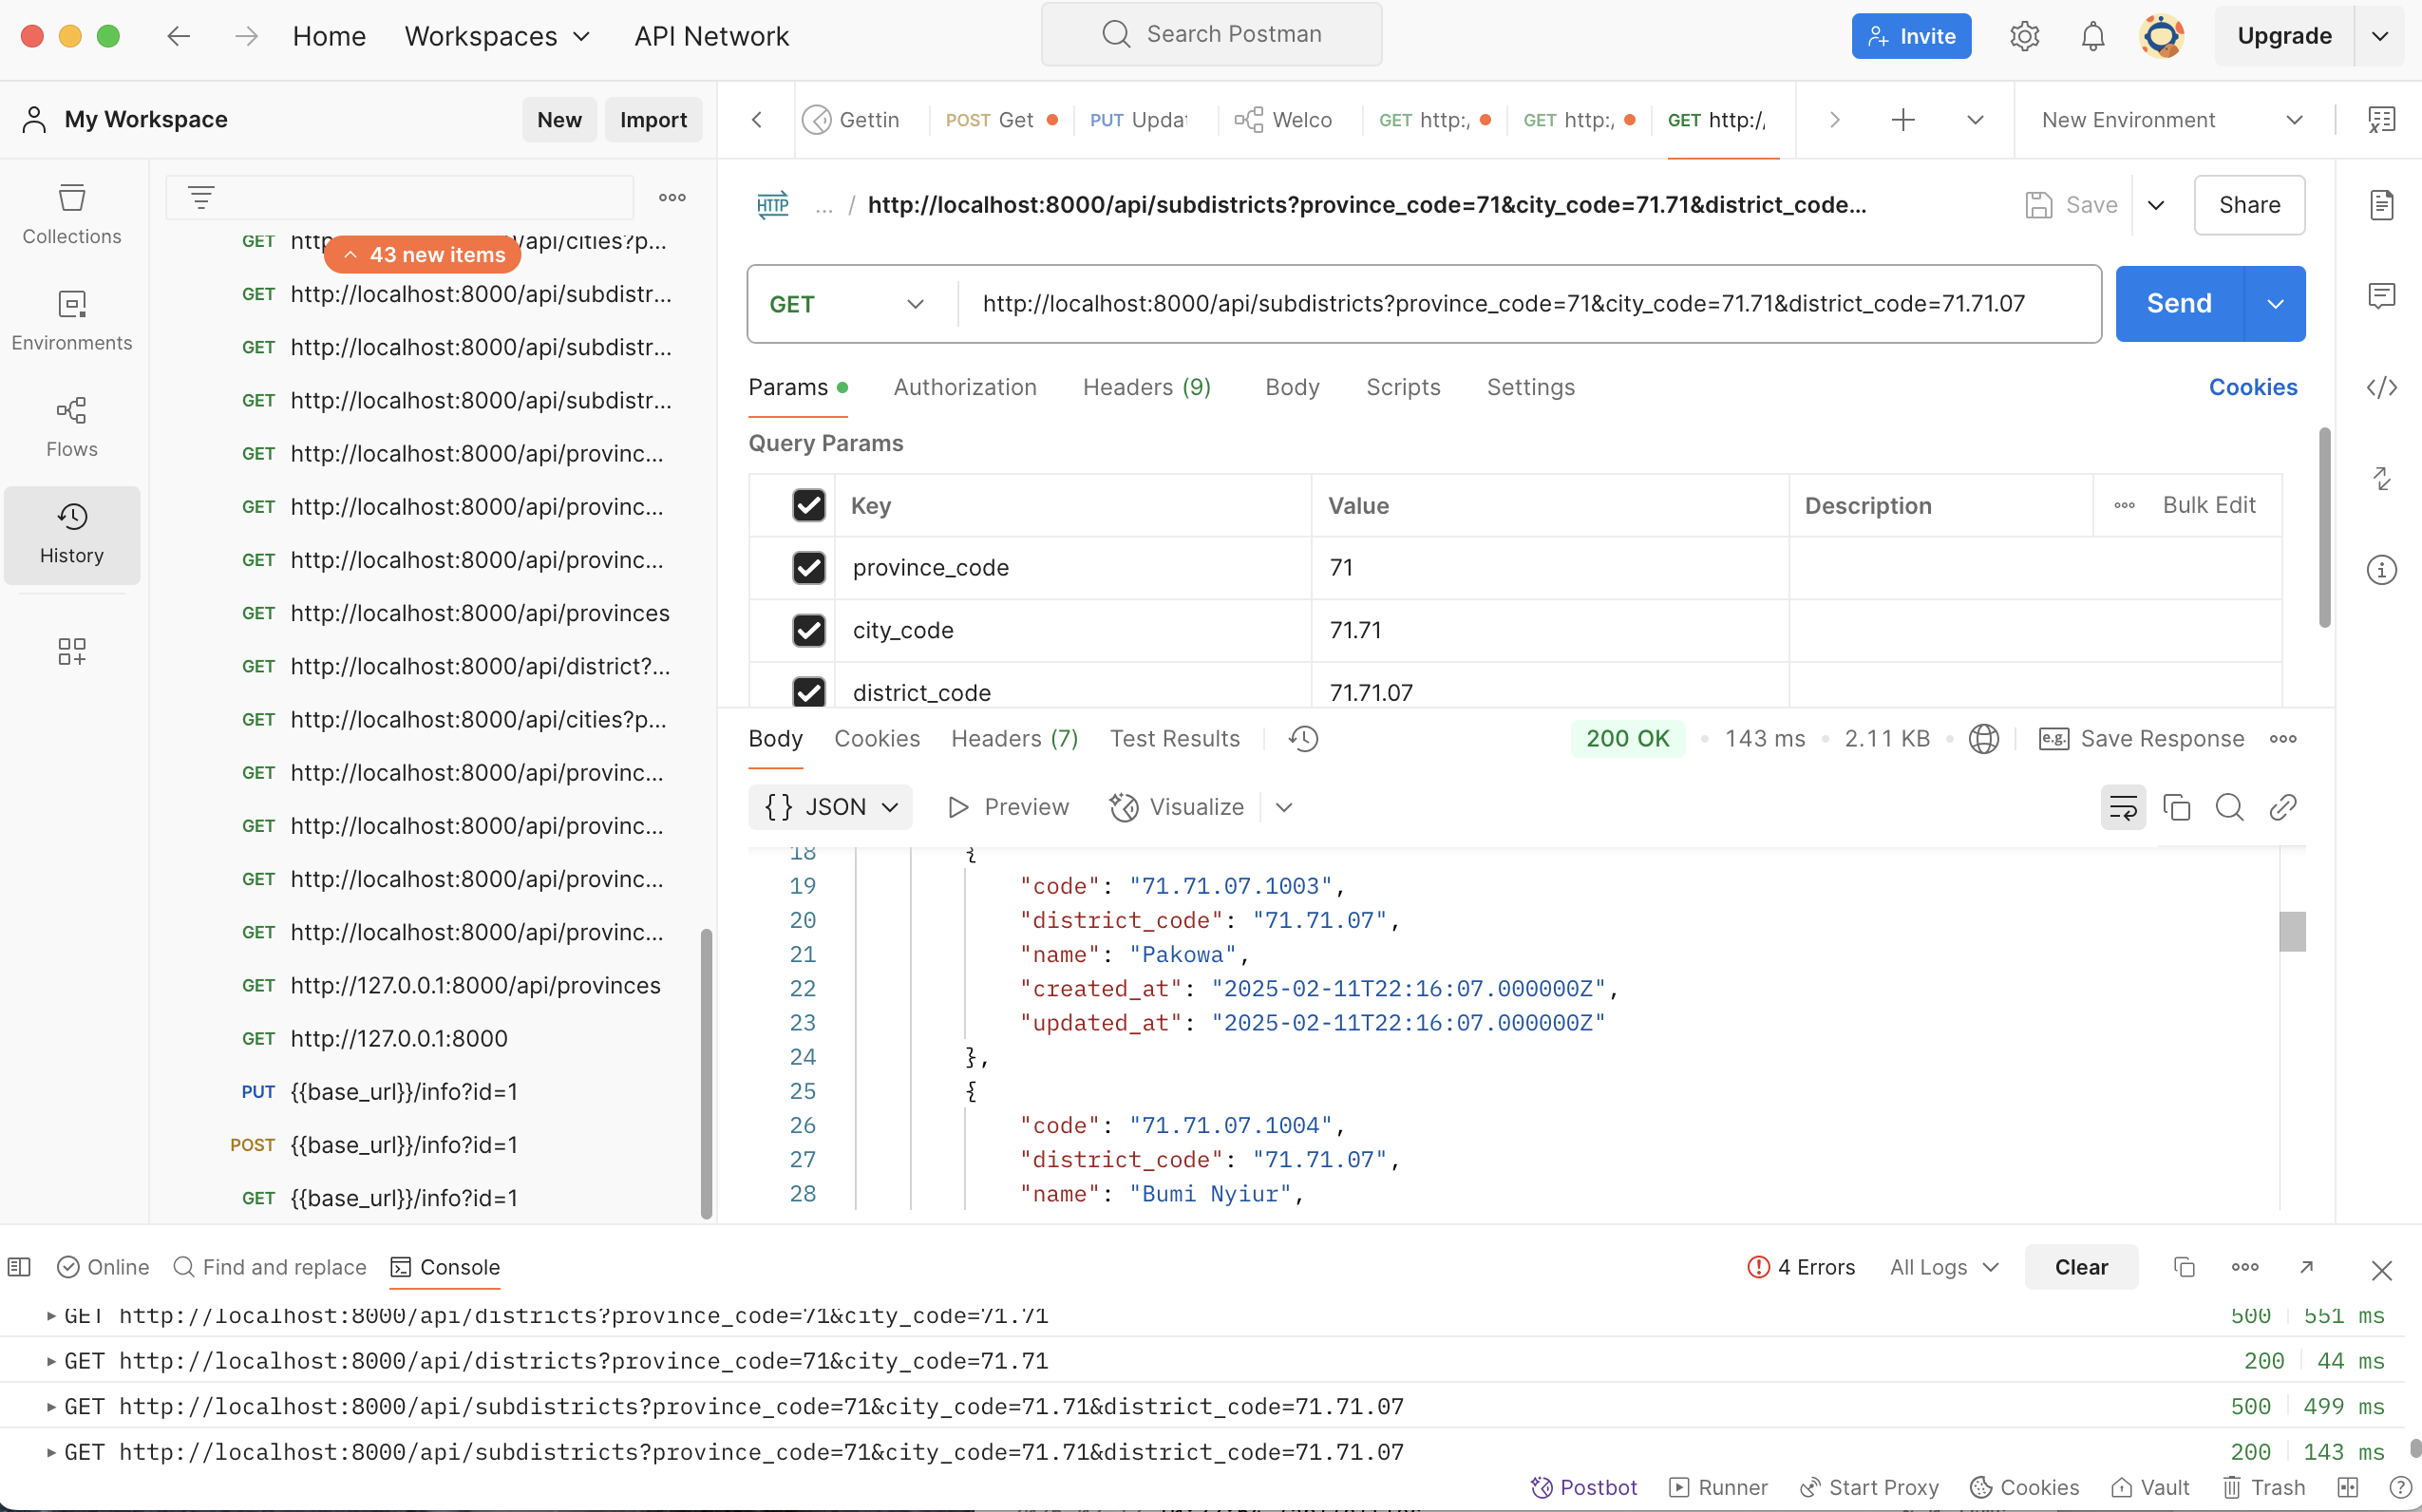 Home Workspaces API Network Search Postman Invite Upgrade
My Workspace New Import
Gettin POST Get PUT Updat Welco GET http:/ GET http:/ GET http:/ New Environment
Collections
Environments
Flows
History
GET http /api/cities?p...
43 new items
GET http://localhost:8000/api/subdistr...
GET http://localhost:8000/api/subdistr...
GET http://localhost:8000/api/subdistr...
GET http://localhost:8000/api/provinc...
GET http://localhost:8000/api/provinc...
GET http://localhost:8000/api/provinc...
GET http://localhost:8000/api/provinces
GET http://localhost:8000/api/district?...
GET http://localhost:8000/api/cities?p...
GET http://localhost:8000/api/provinc...
GET http://localhost:8000/api/provinc...
GET http://localhost:8000/api/provinc...
GET http://localhost:8000/api/provinc...
GET http://127.0.0.1:8000/api/provinces
GET http://127.0.0.1:8000
PUT {{base_url}}/info?id=1
POST {{base_url}}/info?id=1
GET {{base_url}}/info?id=1
HTTP ... / http://localhost:8000/api/subdistricts?province_code=71&city_code=71.71&district_code... Save Share
GET http://localhost:8000/api/subdistricts?province_code=71&city_code=71.71&district_code=71.71.07 Send
Params Authorization Headers (9) Body Scripts Settings Cookies
Query Params
Key Value Description Bulk Edit
province_code 71
city_code 71.71
district_code 71.71.07
Body Cookies Headers (7) Test Results 200 OK 143 ms 2.11 KB e.g. Save Response
{} JSON Preview Visualize
18 {
19 "code": "71.71.07.1003",
20 "district_code": "71.71.07",
21 "name": "Pakowa",
22 "created_at": "2025-02-11T22:16:07.000000Z",
23 "updated_at": "2025-02-11T22:16:07.000000Z"
24 },
25 {
26 "code": "71.71.07.1004",
27 "district_code": "71.71.07",
28 "name": "Bumi Nyiur",
Online Find and replace Console 4 Errors All Logs Clear
GET http://localhost:8000/api/districts?province_code=71&city_code=71.71 500 551 ms
GET http://localhost:8000/api/districts?province_code=71&city_code=71.71 200 44 ms
GET http://localhost:8000/api/subdistricts?province_code=71&city_code=71.71&district_code=71.71.07 500 499 ms
GET http://localhost:8000/api/subdistricts?province_code=71&city_code=71.71&district_code=71.71.07 200 143 ms
Postbot Runner Start Proxy Cookies Vault Trash